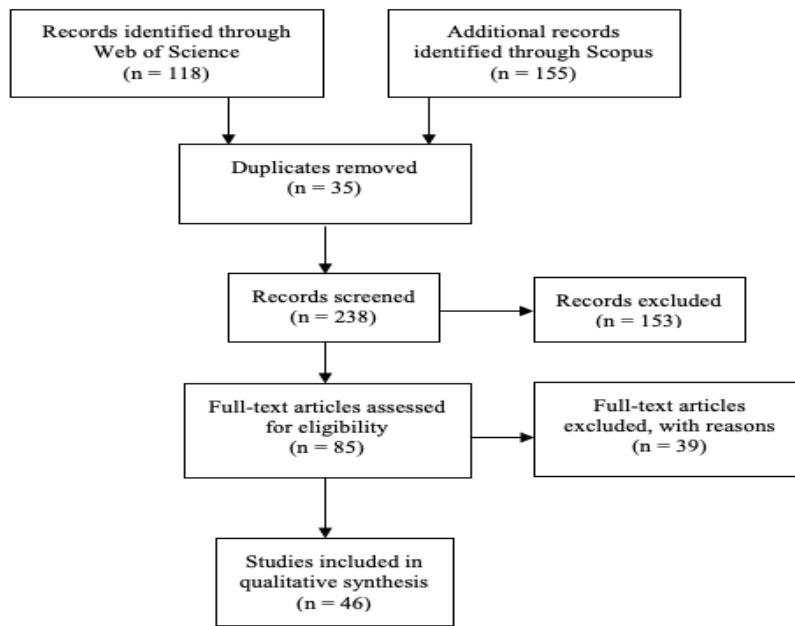 Records identified through
Web of Science
(n = 118)
Additional records
identified through Scopus
(n = 155)
Duplicates removed
(n = 35)
Records screened
(n = 238)
Records excluded
(n = 153)
Full-text articles assessed
for eligibility
(n = 85)
Full-text articles
excluded, with reasons
(n = 39)
Studies included in
qualitative synthesis
(n = 46)